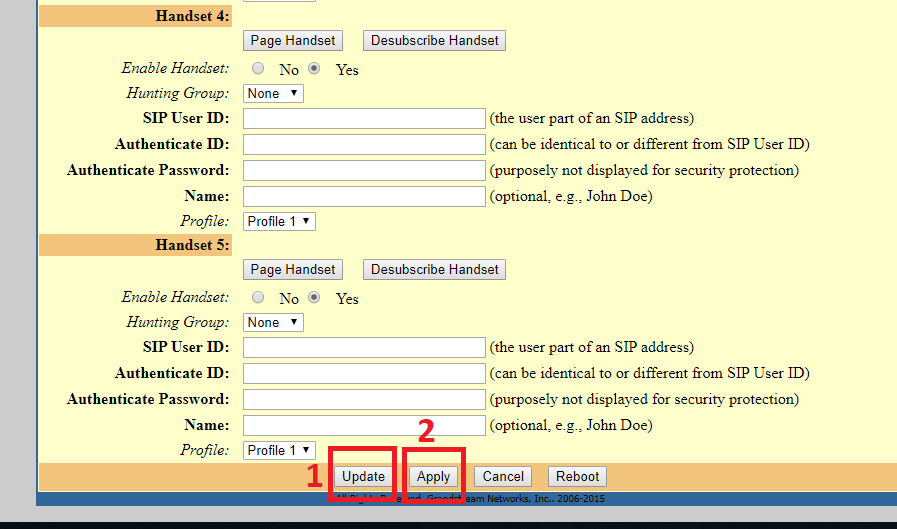 Handset 4:
Page Handset Desubscribe Handset
Enable Handset: No Yes
Hunting Group: None
SIP User ID: (the user part of an SIP address)
Authenticate ID: (can be identical to or different from SIP User ID)
Authenticate Password: (purposely not displayed for security protection)
Name: (optional, e.g., John Doe)
Profile: Profile 1
Handset 5:
Page Handset Desubscribe Handset
Enable Handset: No Yes
Hunting Group: None
SIP User ID: (the user part of an SIP address)
Authenticate ID: (can be identical to or different from SIP User ID)
Authenticate Password: (purposely not displayed for security protection)
Name: (optional, e.g., John Doe)
2
Profile: Profile 1
1 Update Apply Cancel Reboot
All Rights Reserved Grandstream Networks, Inc.. 2006-2015